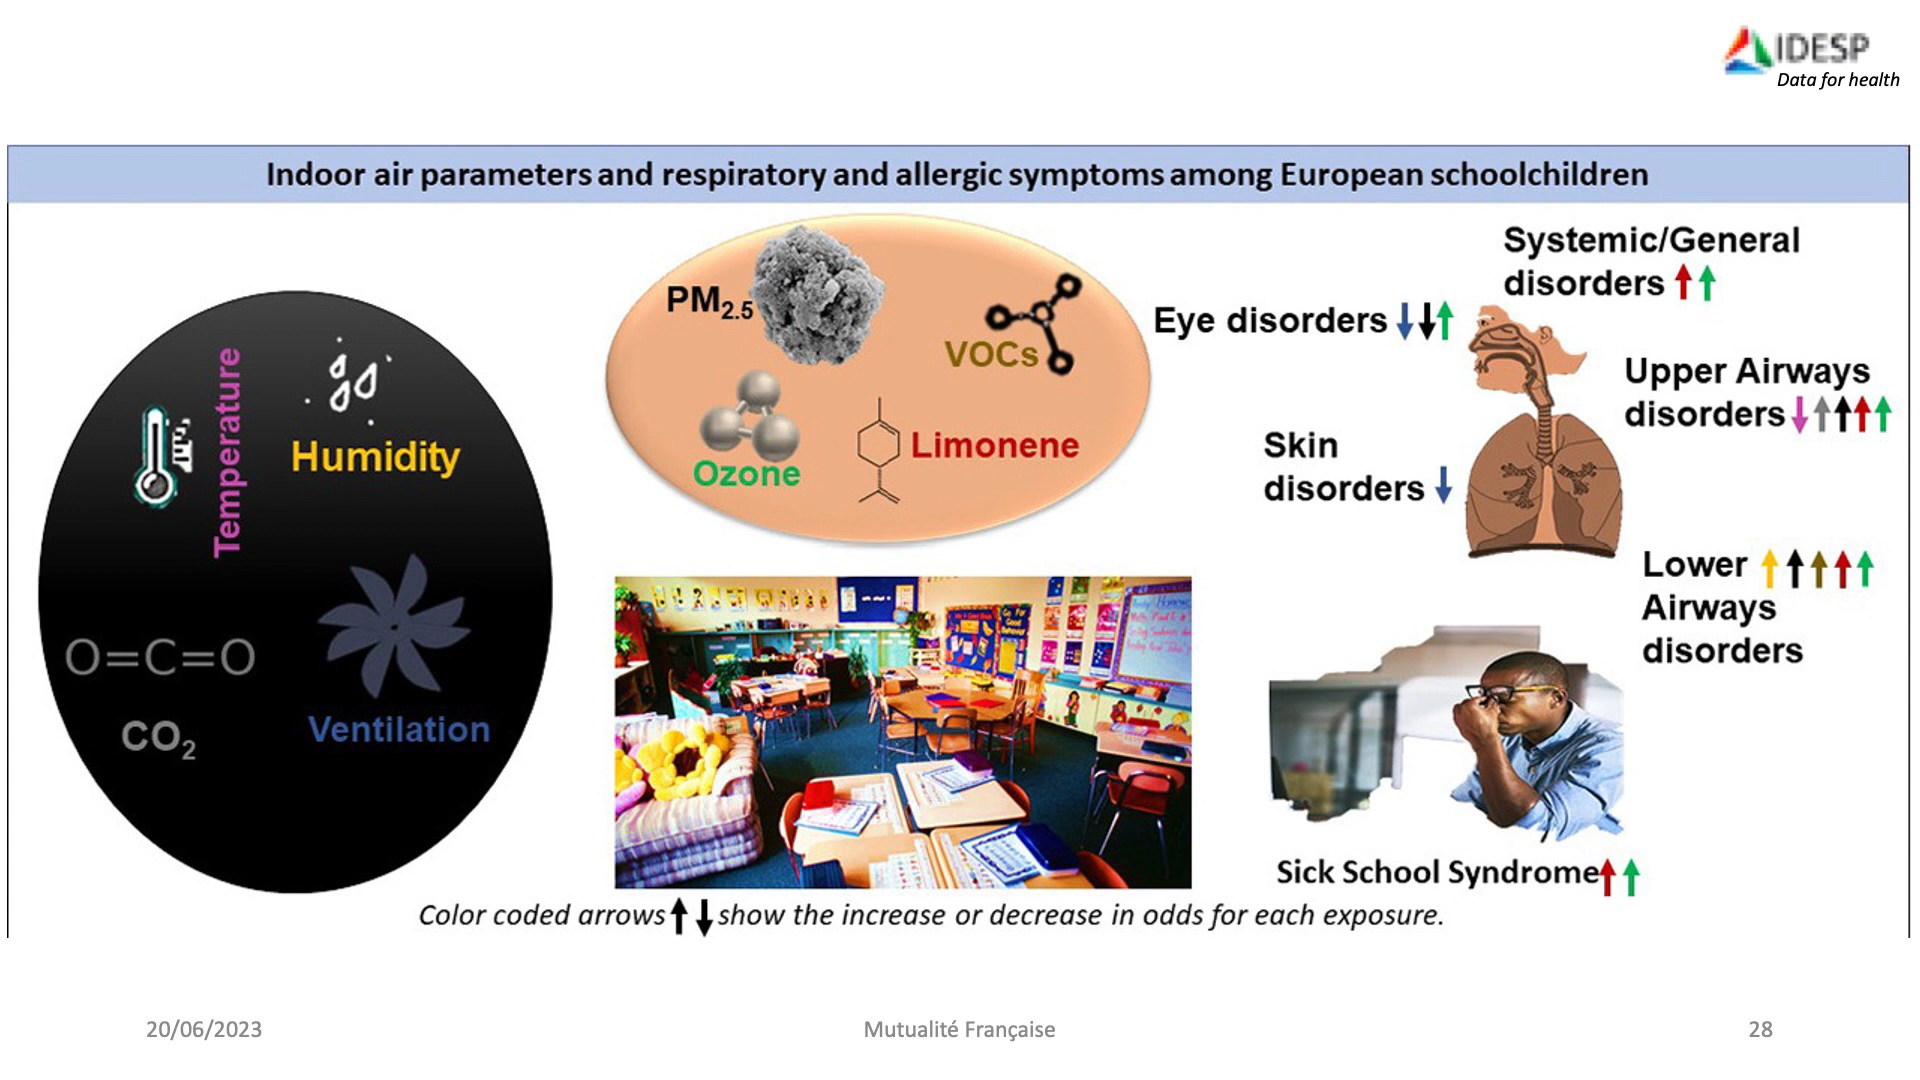 IDESP
Data for health
Indoor air parameters and respiratory and allergic symptoms among European schoolchildren
Temperature
Humidity
O=C=O
CO₂
Ventilation
PM₂.₅
VOCs
Ozone
Limonene
Systemic/General
disorders
Eye disorders
Upper Airways
disorders
Skin
disorders
Lower
Airways
disorders
Sick School Syndrome
Color coded arrows ↑ ↓ show the increase or decrease in odds for each exposure.
20/06/2023
Mutualité Française
28